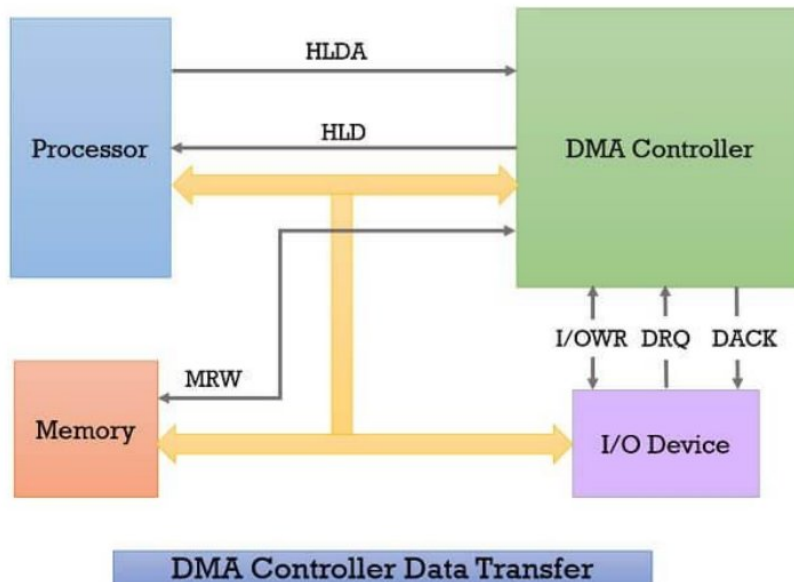 HLDA
Processor
HLD
DMA Controller
I/OWR DRQ DACK
MRW
Memory
I/O Device
DMA Controller Data Transfer